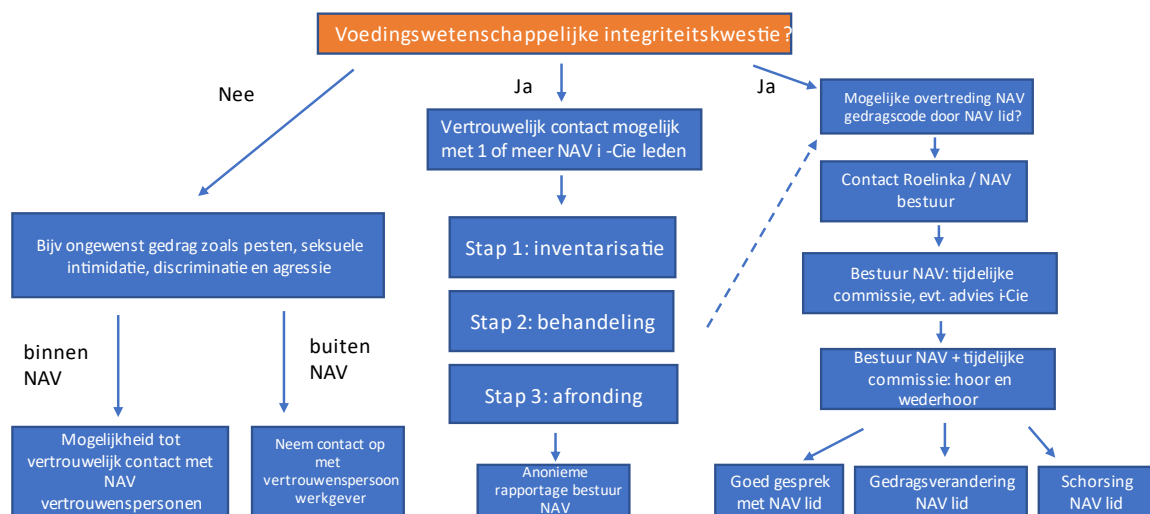 Voedingswetenschappelijke integriteitskwestie?
Nee
Ja
Ja
Vertrouwelijk contact mogelijk
met 1 of meer NAV i -Cie leden
Mogelijke overtreding NAV
gedragscode door NAV lid?
Contact Roelinka / NAV
bestuur
Bijv ongewenst gedrag zoals pesten, seksuele
intimidatie, discriminatie en agressie
Stap 1: inventarisatie
Bestuur NAV: tijdelijke
commissie, evt. advies i-Cie
Stap 2: behandeling
binnen
NAV
buiten
NAV
Bestuur NAV + tijdelijke
commissie: hoor en
wederhoor
Stap 3: afronding
Mogelijkheid tot
vertrouwelijk contact met
NAV
vertrouwenspersonen
Neem contact op
met
vertrouwenspersoon
werkgever
Anonieme
rapportage bestuur
NAV
Goed gesprek
met NAV lid
Gedragsverandering
NAV lid
Schorsing
NAV lid